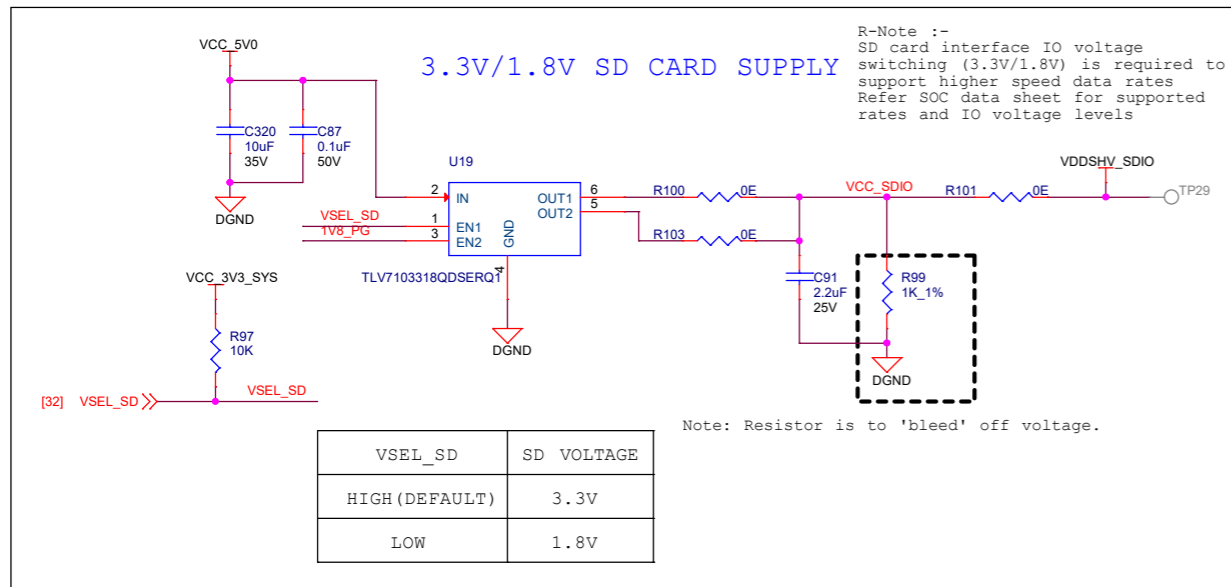 R-Note :-
SD card interface IO voltage
switching (3.3V/1.8V) is required to
support higher speed data rates
Refer SOC data sheet for supported
rates and IO voltage levels
VCC_5V0
3.3V/1.8V SD CARD SUPPLY
C320
10uF
35V
C87
0.1uF
50V
DGND
U19
2
IN
OUT1
6
OUT2
5
VSEL_SD
1
EN1
1V8_PG
3
EN2
GND
4
TLV7103318QDSERQ1
DGND
R100
0E
R103
0E
VCC_SDIO
R101
0E
VDDSHV_SDIO
TP29
C91
2.2uF
25V
R99
1K_1%
DGND
VCC_3V3_SYS
R97
10K
[32] VSEL_SD
VSEL_SD
Note: Resistor is to 'bleed' off voltage.
VSEL_SD SD VOLTAGE
HIGH(DEFAULT) 3.3V
LOW 1.8V